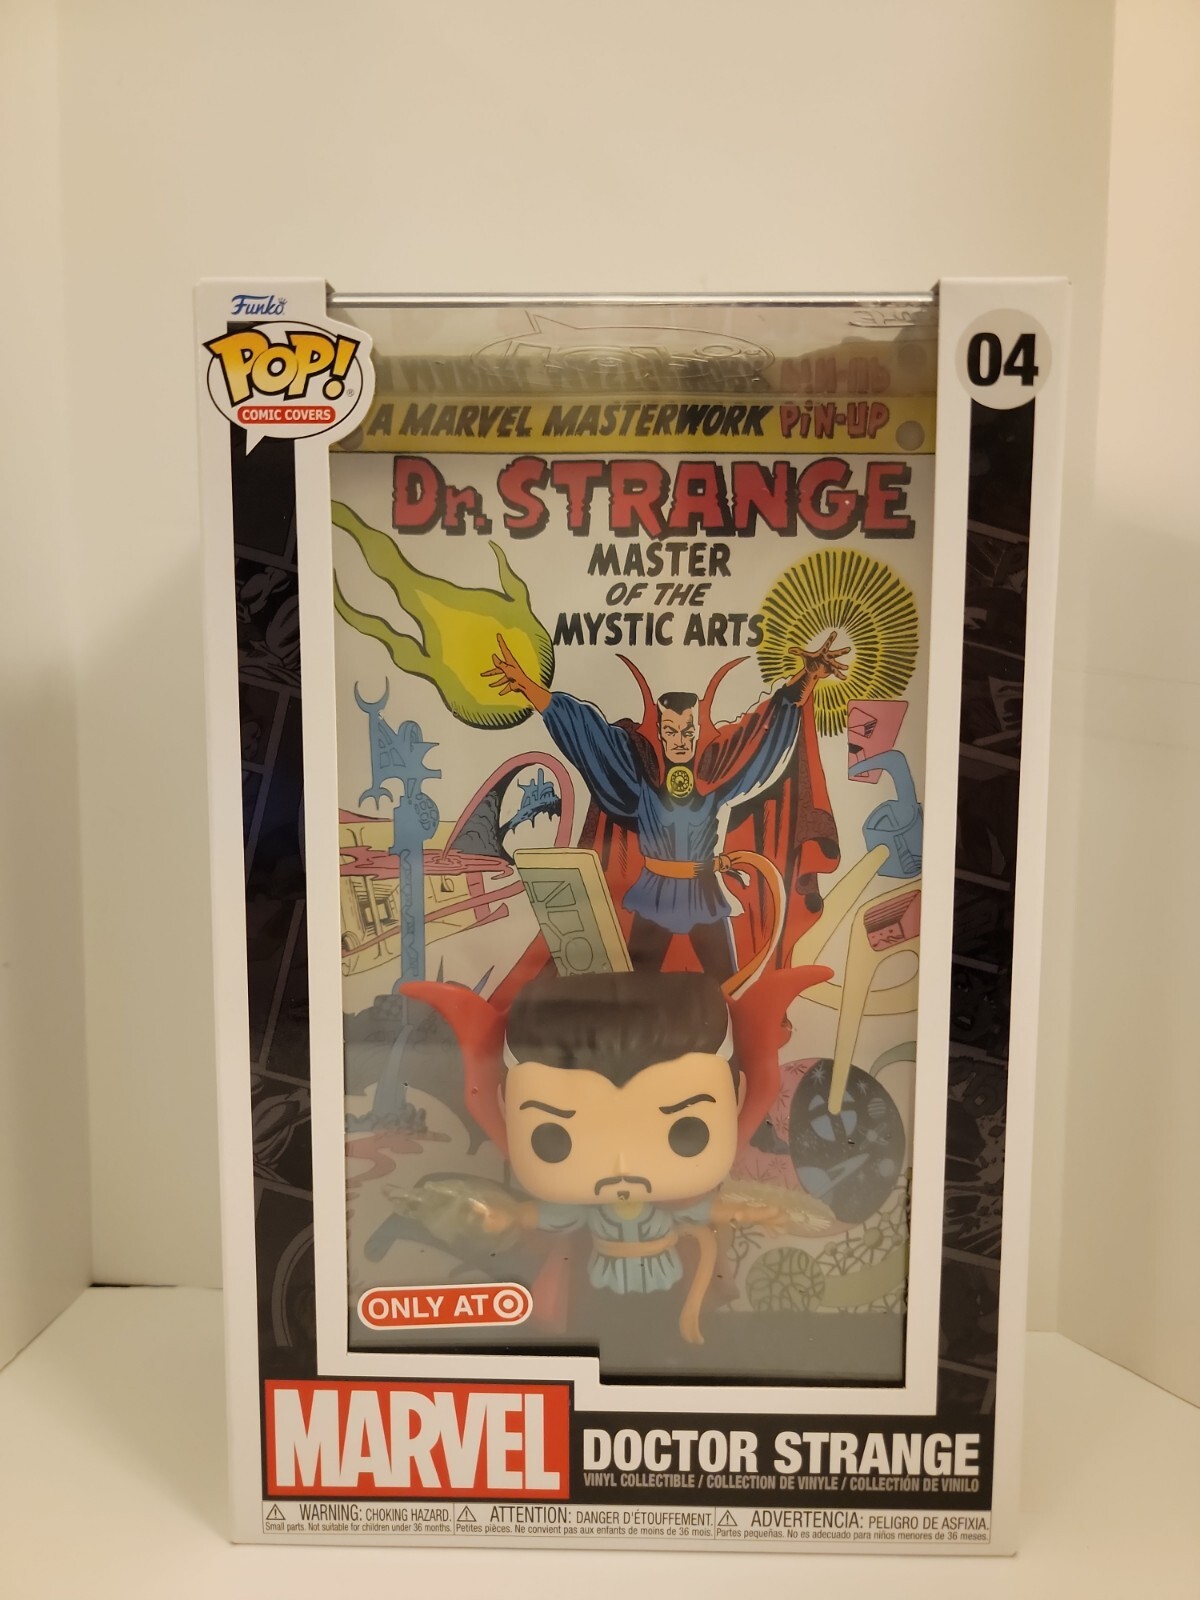 Funko
POP!
COMIC COVERS
04
A MARVEL MASTERWORK PiN-UP
Dr. STRANGE
MASTER
OF THE
MYSTIC ARTS
ONLY AT
MARVEL
DOCTOR STRANGE
VINYL COLLECTIBLE / COLLECTION DE VINYLE / COLLECCIÓN DE VINILO
WARNING: CHOKING HAZARD.
Small parts. Not suitable for children under 36 months.
ATTENTION: DANGER D'ÉTOUFFEMENT.
Petites pièces. Ne convient pas aux enfants de moins de 36 mois.
ADVERTENCIA: PELIGRO DE ASFIXIA.
Partes pequeñas. No es adecuado para niños menores de 36 meses.